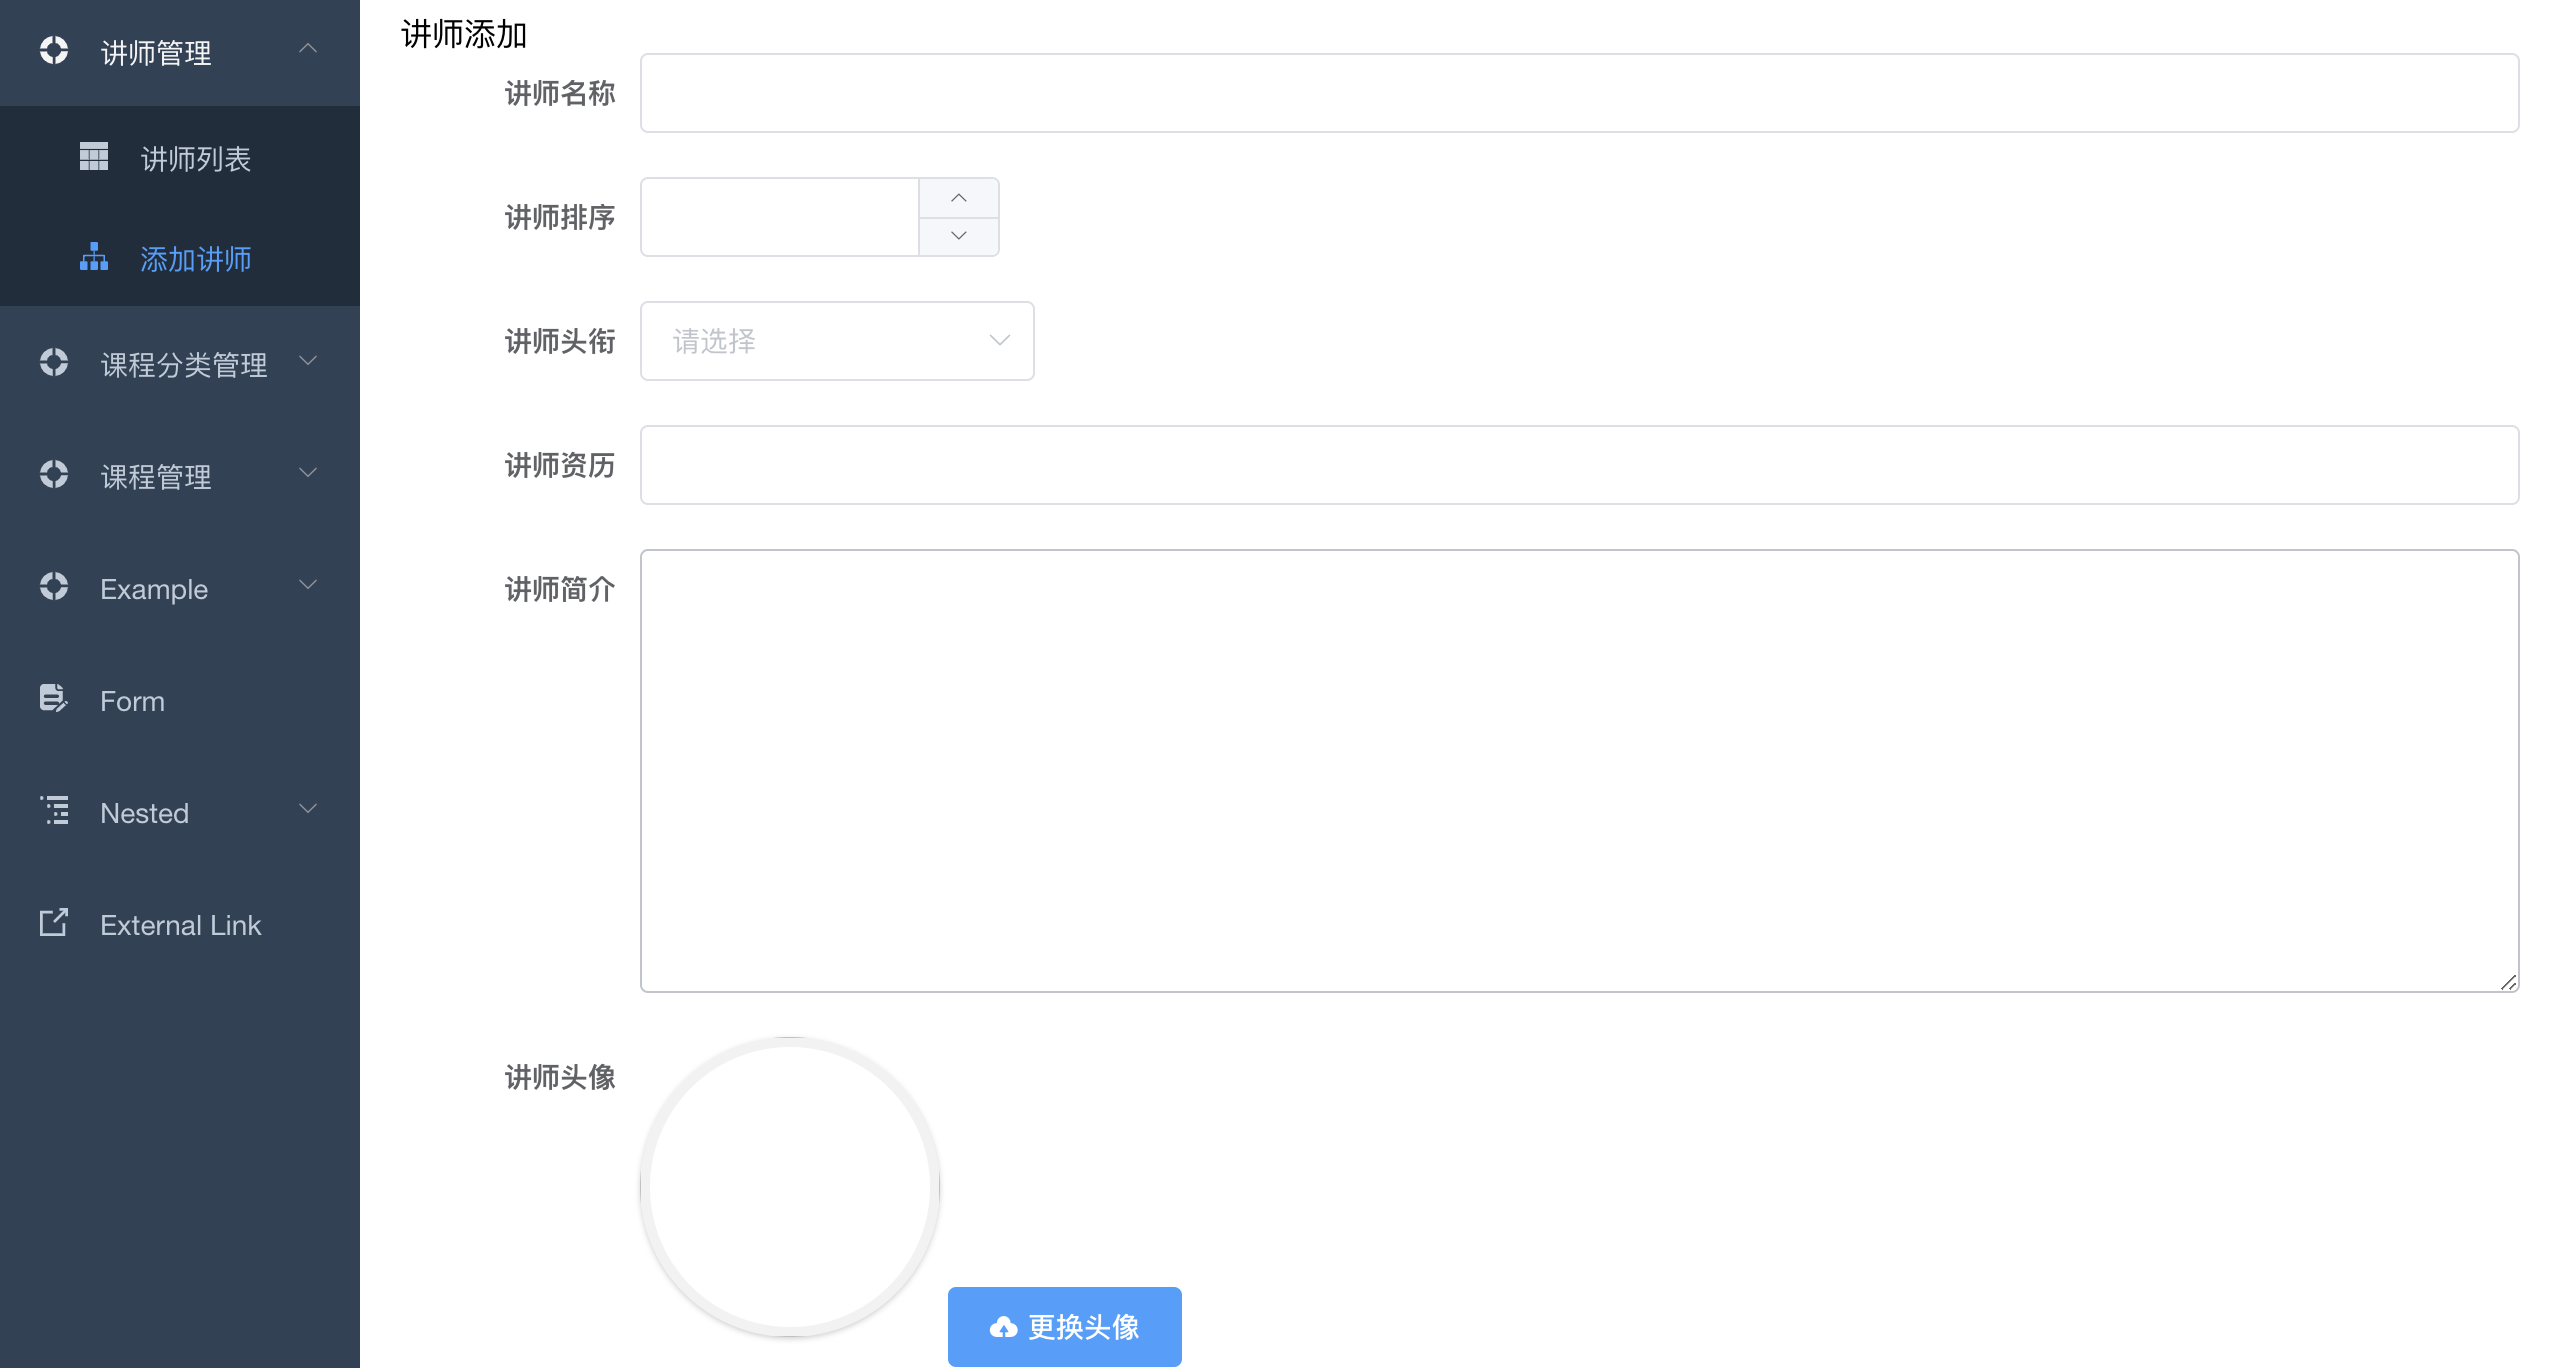 讲师管理
讲师列表
添加讲师
课程分类管理
课程管理
Example
Form
Nested
External Link
讲师添加
讲师名称
讲师排序
讲师头衔
请选择
讲师资历
讲师简介
讲师头像
更换头像